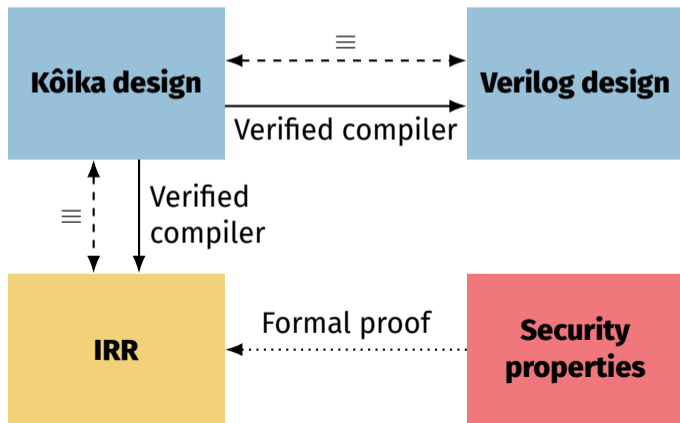 ≡
Kôika design
Verilog design
Verified compiler
≡
Verified
compiler
Formal proof
IRR
Security
properties